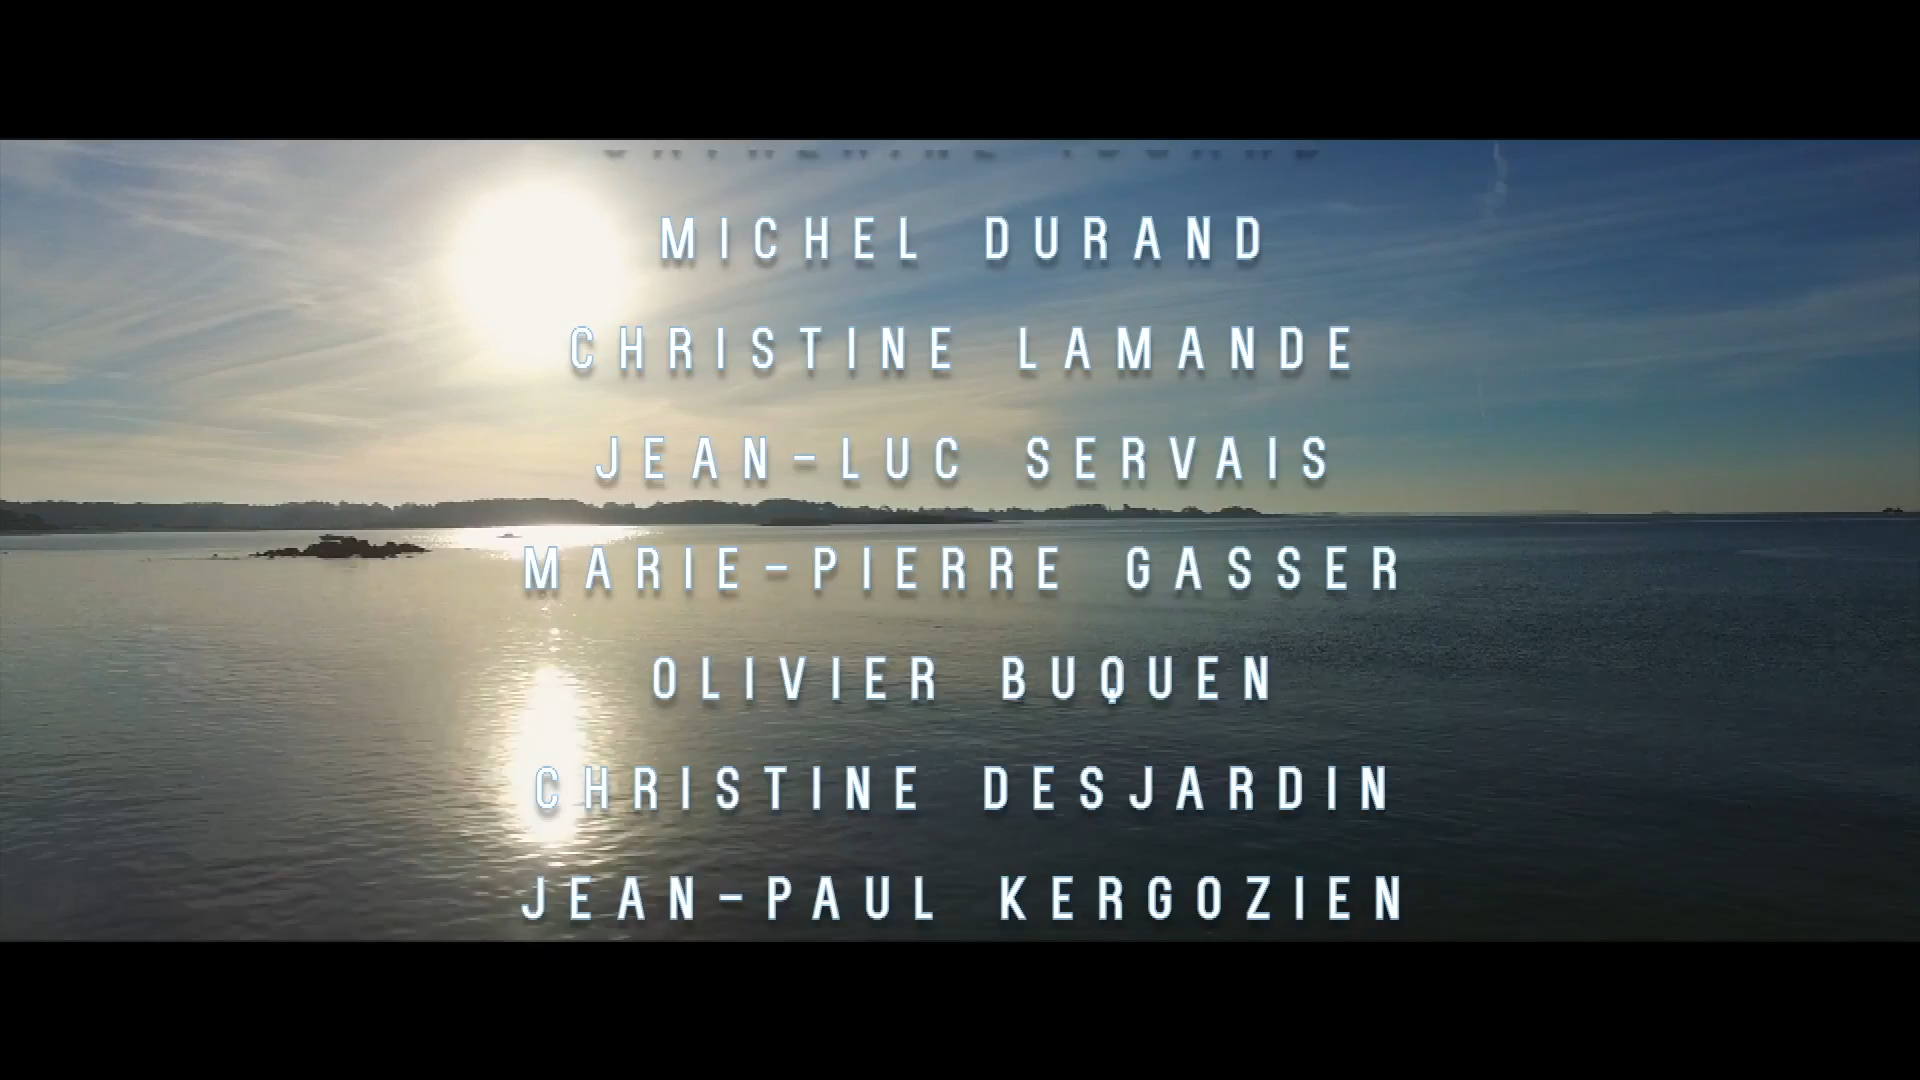 MICHEL DURAND
CHRISTINE LAMANDE
JEAN-LUC SERVAIS
MARIE-PIERRE GASSER
OLIVIER BUQUEN
CHRISTINE DESJARDIN
JEAN-PAUL KERGOZIEN